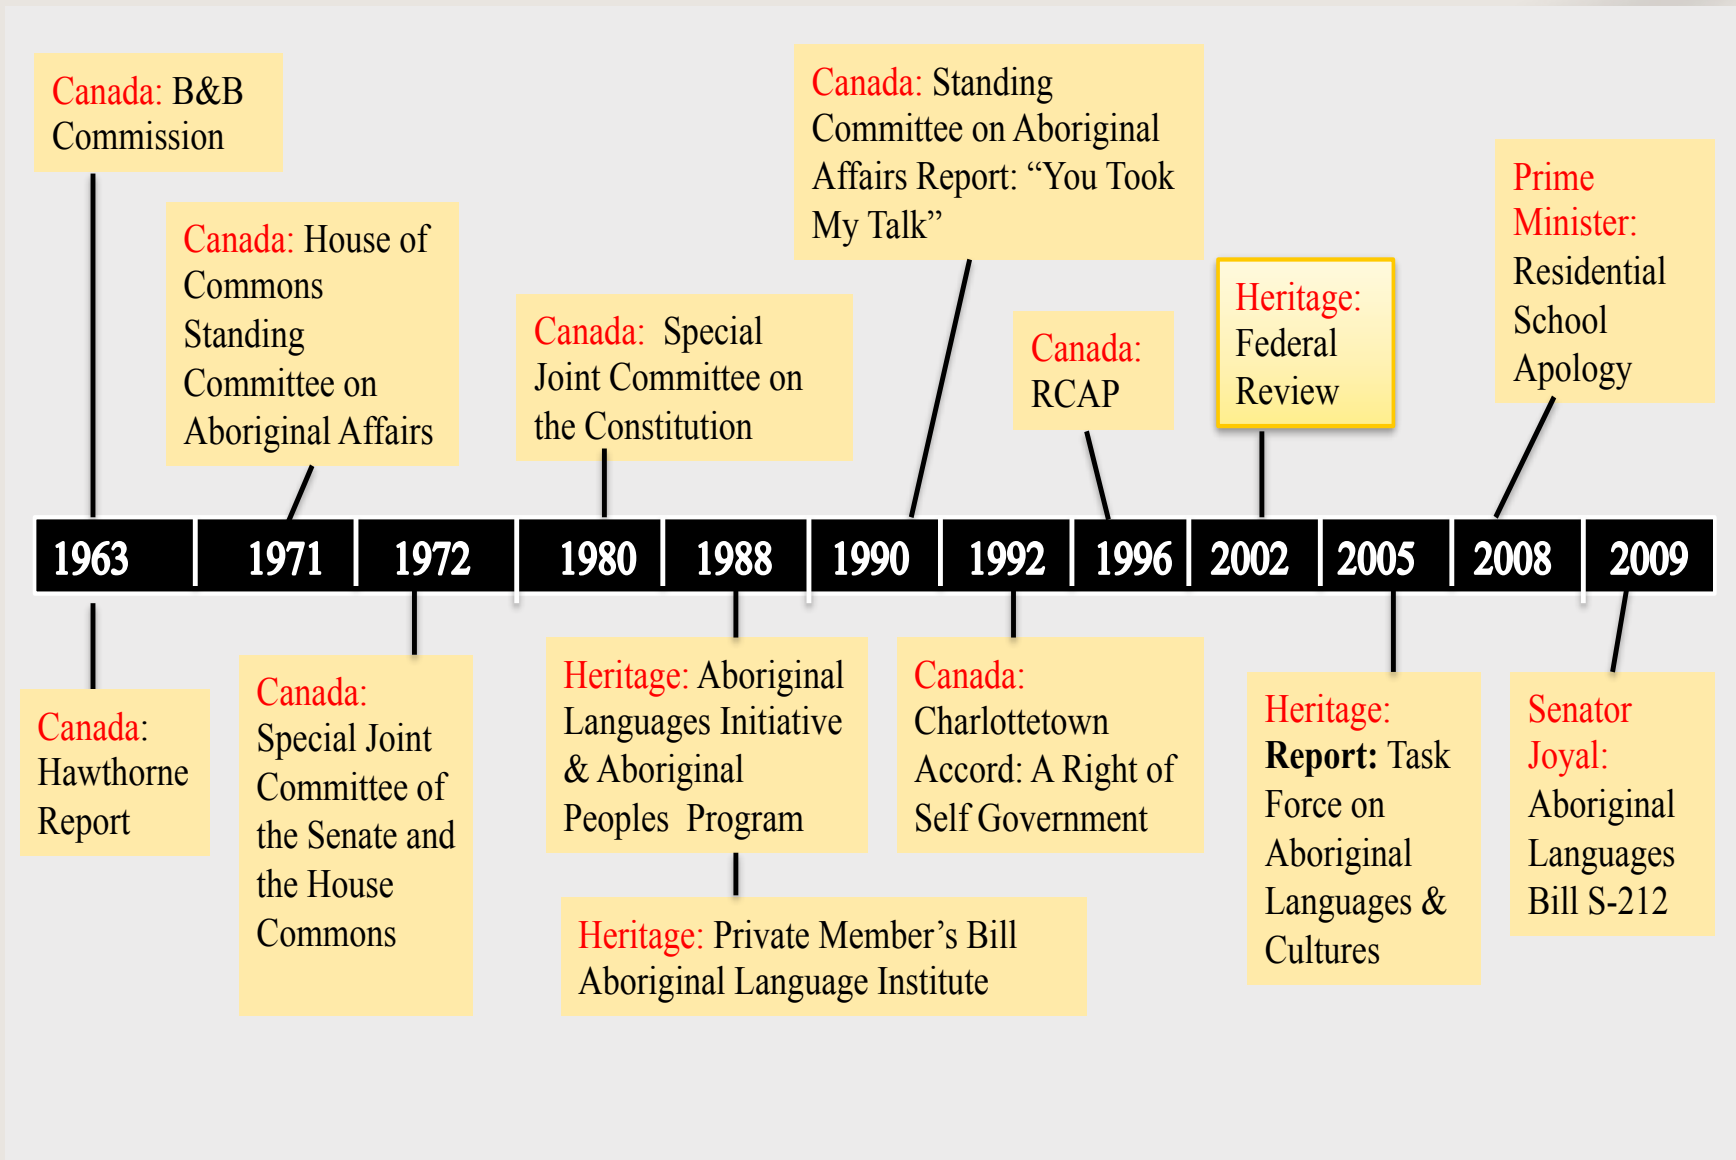 Canada: B&B
Commission
Canada: House of
Commons
Standing
Committee on
Aboriginal Affairs
Canada:  Special
Joint Committee on
the Constitution
Canada: Standing
Committee on Aboriginal
Affairs Report: “You Took
My Talk”
Canada:
RCAP
Heritage:
Federal
Review
Prime
Minister:
Residential
School
Apology
1963 1971 1972 1980 1988 1990 1992 1996 2002 2005 2008 2009
Canada:
Hawthorne
Report
Canada:
Special Joint
Committee of
the Senate and
the House
Commons
Heritage: Aboriginal
Languages Initiative
& Aboriginal
Peoples  Program
Heritage: Private Member’s Bill
Aboriginal Language Institute
Canada:
Charlottetown
Accord: A Right of
Self Government
Heritage:
Report: Task
Force on
Aboriginal
Languages &
Cultures
Senator
Joyal:
Aboriginal
Languages
Bill S-212